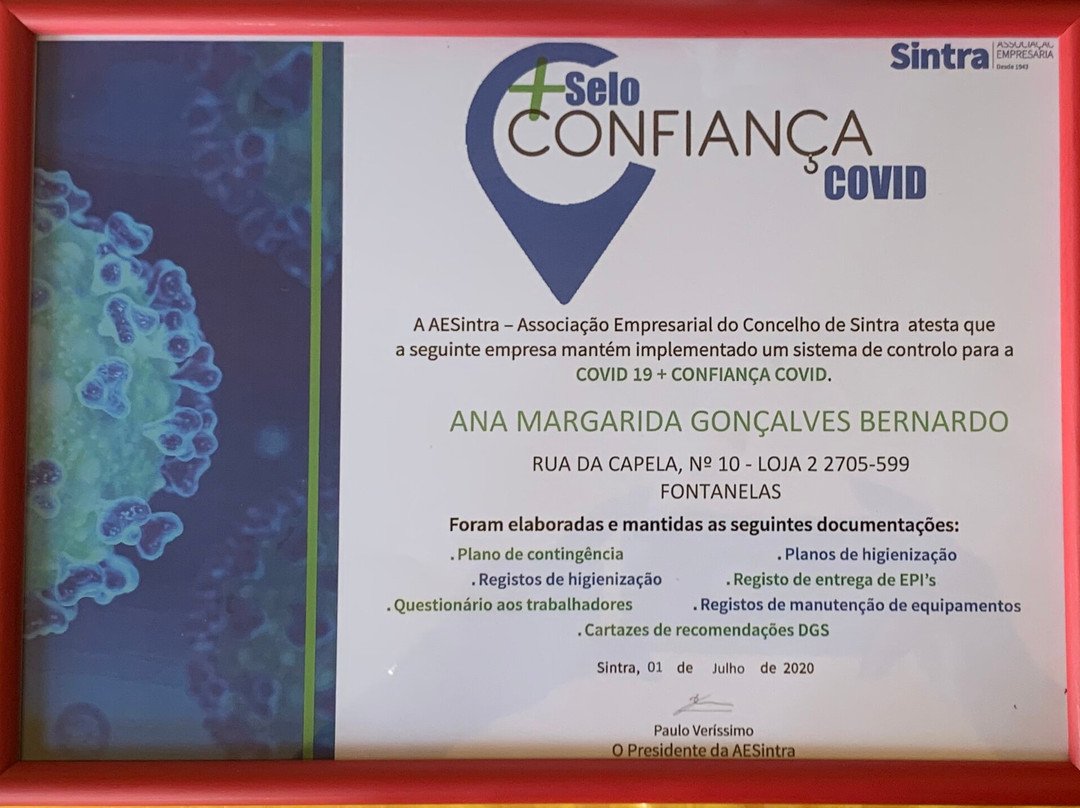 Sintra
ASSOCIAÇÃO
EMPRESARIA
Desde 1943
+Selo
CONFIANÇA
COVID
A AESintra – Associação Empresarial do Concelho de Sintra atesta que
a seguinte empresa mantém implementado um sistema de controlo para a
COVID 19 + CONFIANÇA COVID.
ANA MARGARIDA GONÇALVES BERNARDO
RUA DA CAPELA, Nº 10 - LOJA 2 2705-599
FONTANELAS
Foram elaboradas e mantidas as seguintes documentações:
. Plano de contingência . Planos de higienização
. Registos de higienização . Registo de entrega de EPI’s
. Questionário aos trabalhadores . Registos de manutenção de equipamentos
. Cartazes de recomendações DGS
Sintra, 01 de Julho de 2020
Paulo Veríssimo
O Presidente da AESintra